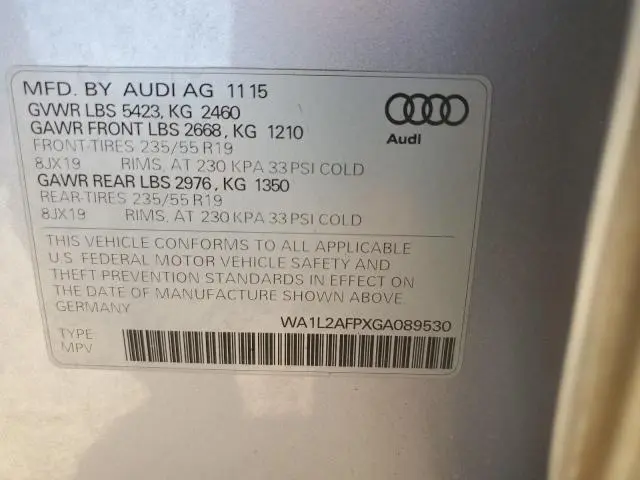 MFD. BY AUDI AG 11 15
GVWR LBS 5423, KG 2460
GAWR FRONT LBS 2668, KG 1210
FRONT-TIRES 235/55 R19
8JX19 RIMS, AT 230 KPA 33 PSI COLD
GAWR REAR LBS 2976, KG 1350
REAR-TIRES 235/55 R19
8JX19 RIMS, AT 230 KPA 33 PSI COLD
Audi
THIS VEHICLE CONFORMS TO ALL APPLICABLE
U.S. FEDERAL MOTOR VEHICLE SAFETY AND
THEFT PREVENTION STANDARDS IN EFFECT ON
THE DATE OF MANUFACTURE SHOWN ABOVE.
GERMANY
WA1L2AFPXGA089530
TYPE
MPV